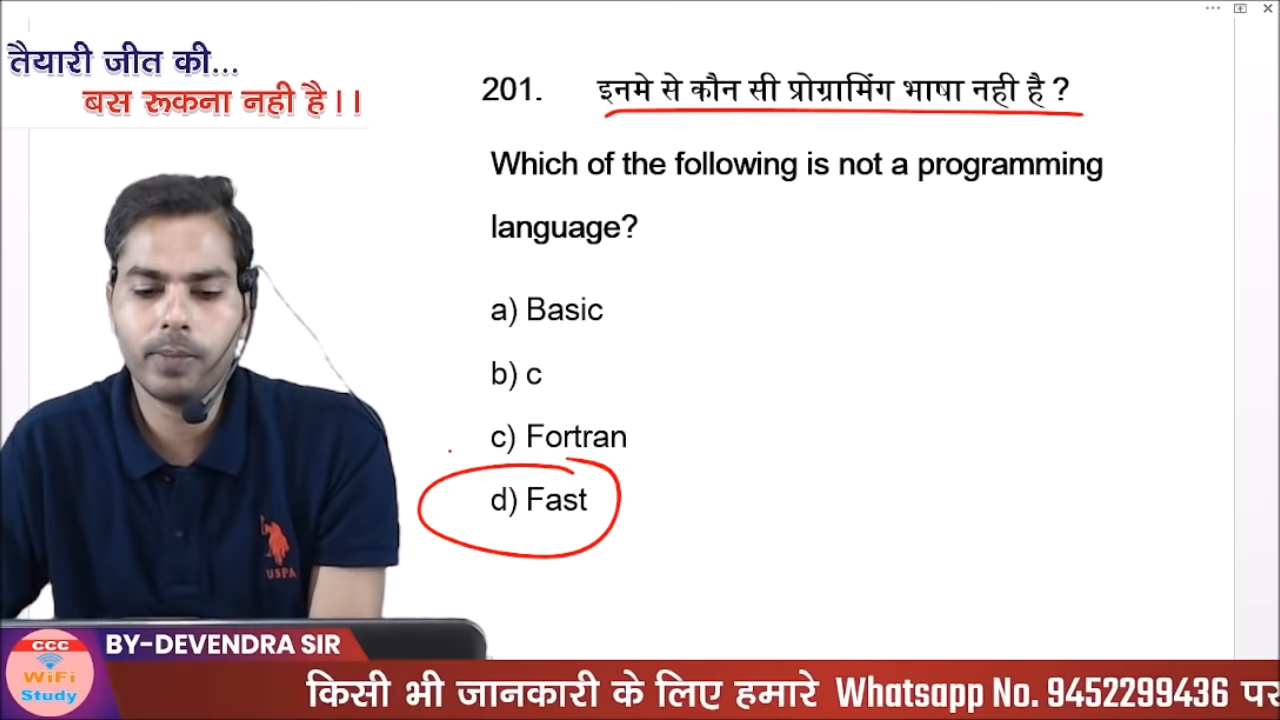 तैयारी जीत की...
बस रूकना नही है।।
201. इनमे से कौन सी प्रोग्रामिंग भाषा नही है ?
Which of the following is not a programming
language?
a) Basic
b) c
c) Fortran
d) Fast
USPA
BY-DEVENDRA SIR
CCC
WiFi
Study
किसी भी जानकारी के लिए हमारे Whatsapp No. 9452299436 पर